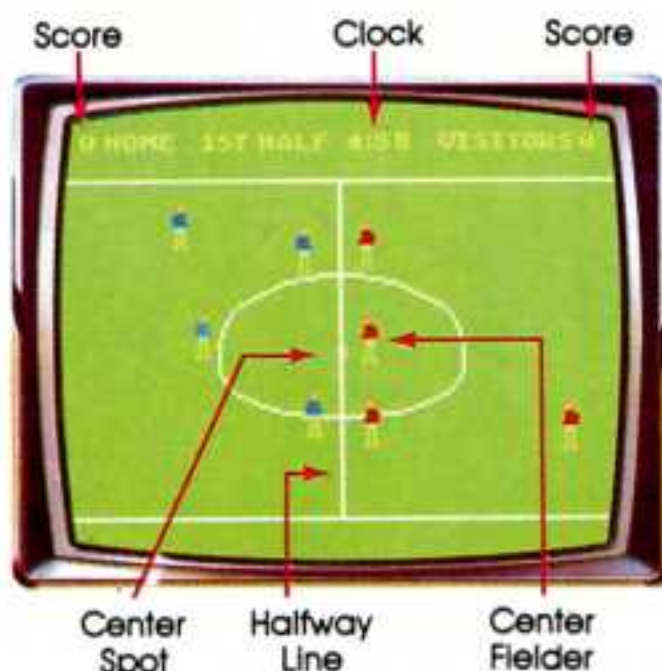 Score Clock Score
0 HOME 1ST HALF 4:58 VISITORS 0
Center Halfway Center
Spot Line Fielder